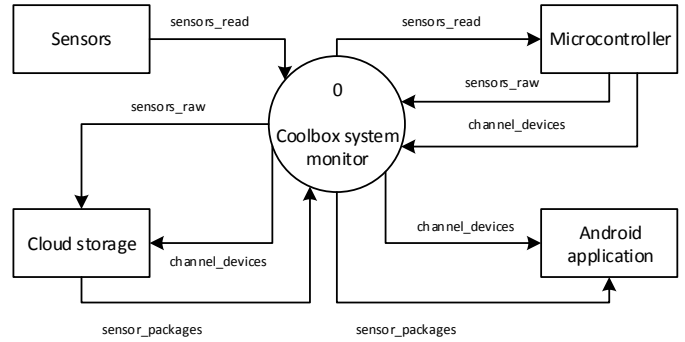 sensors_read
sensors_read
Sensors
Microcontroller
sensors_raw
0
sensors_raw
channel_devices
Coolbox system
monitor
channel_devices
Cloud storage
Android
application
channel_devices
sensor_packages
sensor_packages